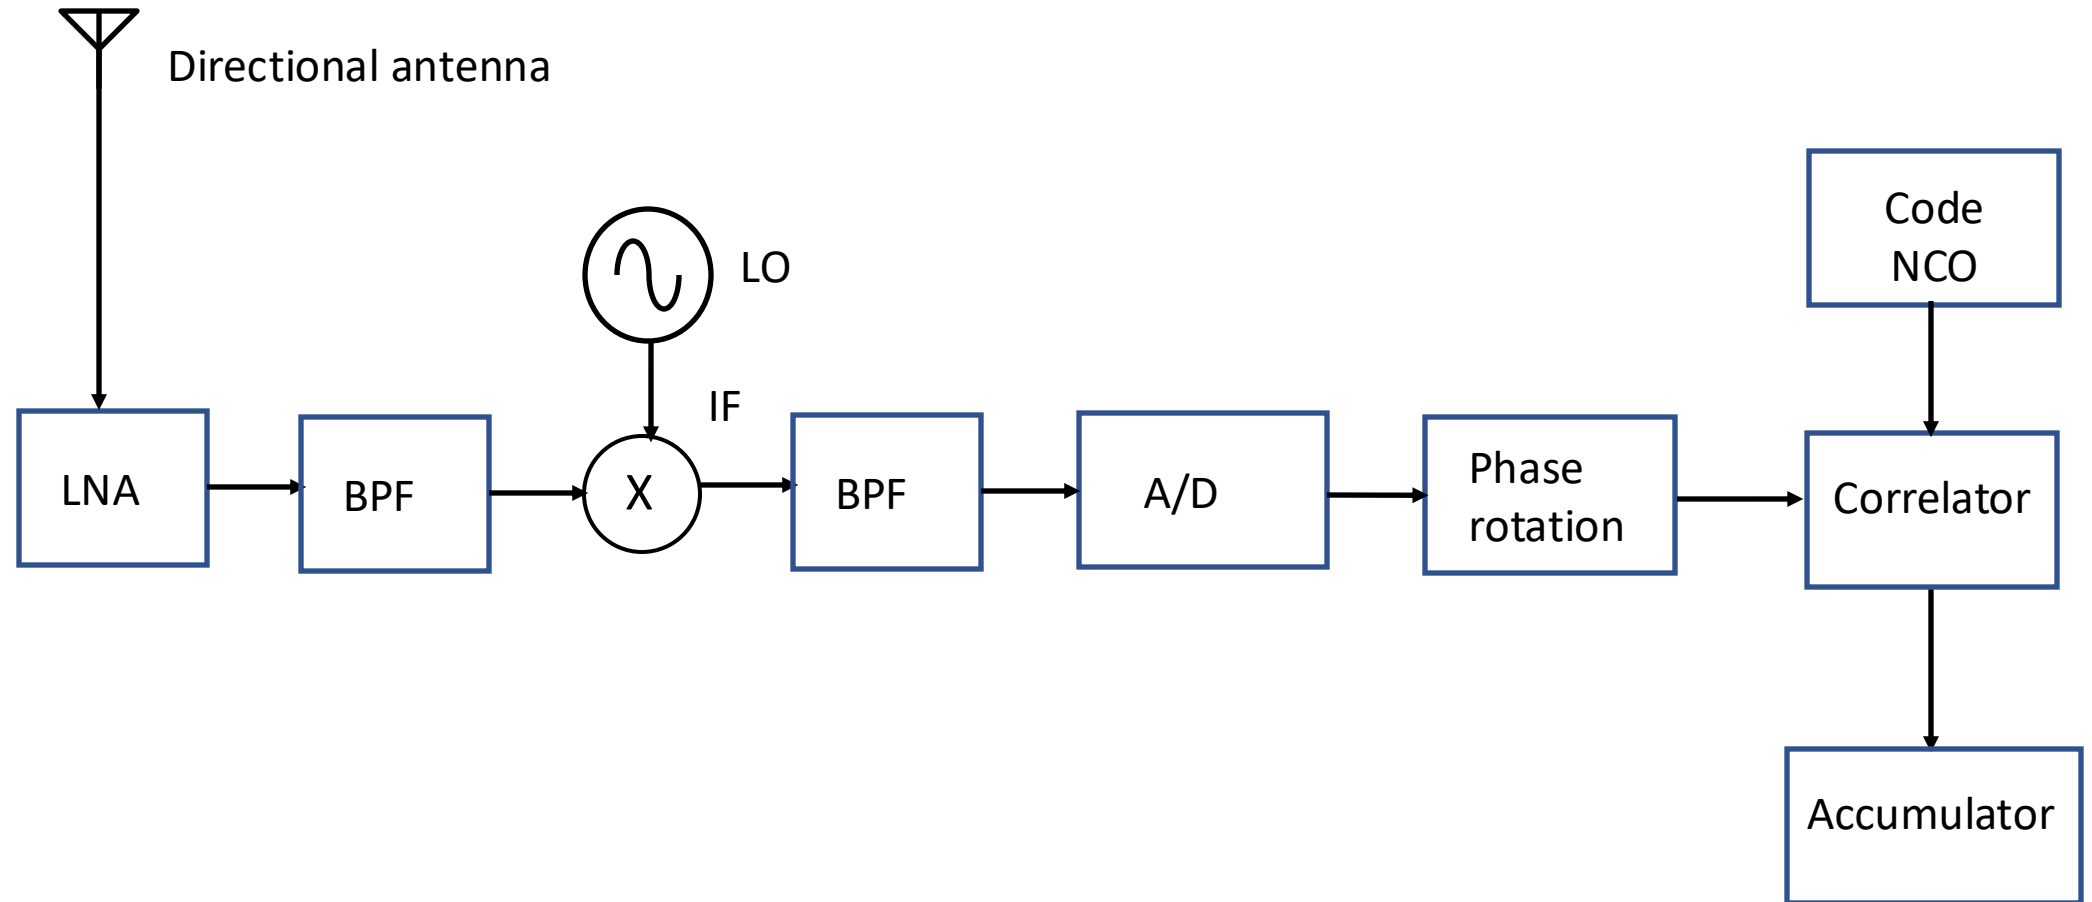 Directional antenna
Code
NCO
LO
IF
LNA
BPF
X
BPF
A/D
Phase
rotation
Correlator
Accumulator